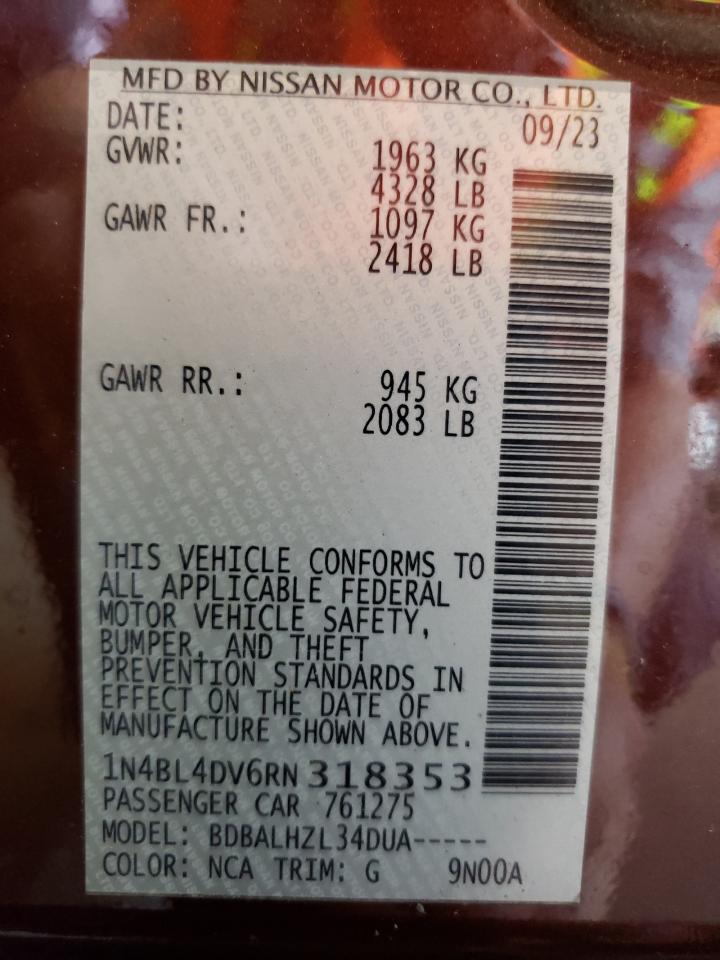 MFD BY NISSAN MOTOR CO., LTD.
DATE: 09/23
GVWR: 1963 KG
4328 LB
GAWR FR.: 1097 KG
2418 LB
GAWR RR.: 945 KG
2083 LB
THIS VEHICLE CONFORMS TO
ALL APPLICABLE FEDERAL
MOTOR VEHICLE SAFETY,
BUMPER, AND THEFT
PREVENTION STANDARDS IN
EFFECT ON THE DATE OF
MANUFACTURE SHOWN ABOVE.
1N4BL4DV6RN318353
PASSENGER CAR 761275
MODEL: BDBALHZL34DUA-----
COLOR: NCA TRIM: G 9N00A